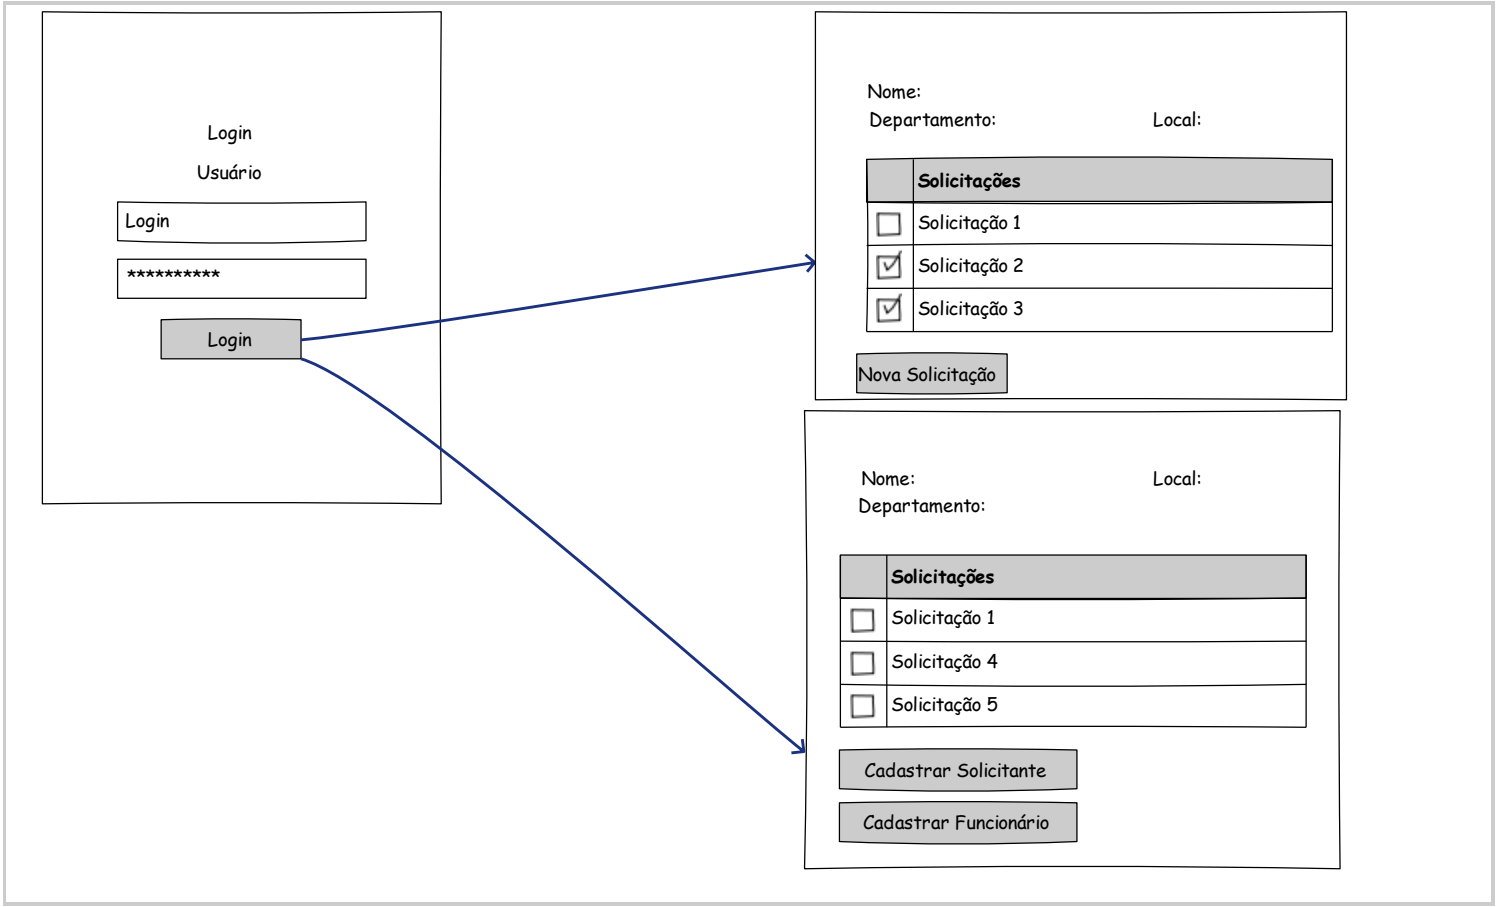 Login
Usuário
Login
**********
Login
Nome:
Departamento: Local:
Solicitações
Solicitação 1
Solicitação 2
Solicitação 3
Nova Solicitação
Nome: Local:
Departamento:
Solicitações
Solicitação 1
Solicitação 4
Solicitação 5
Cadastrar Solicitante
Cadastrar Funcionário